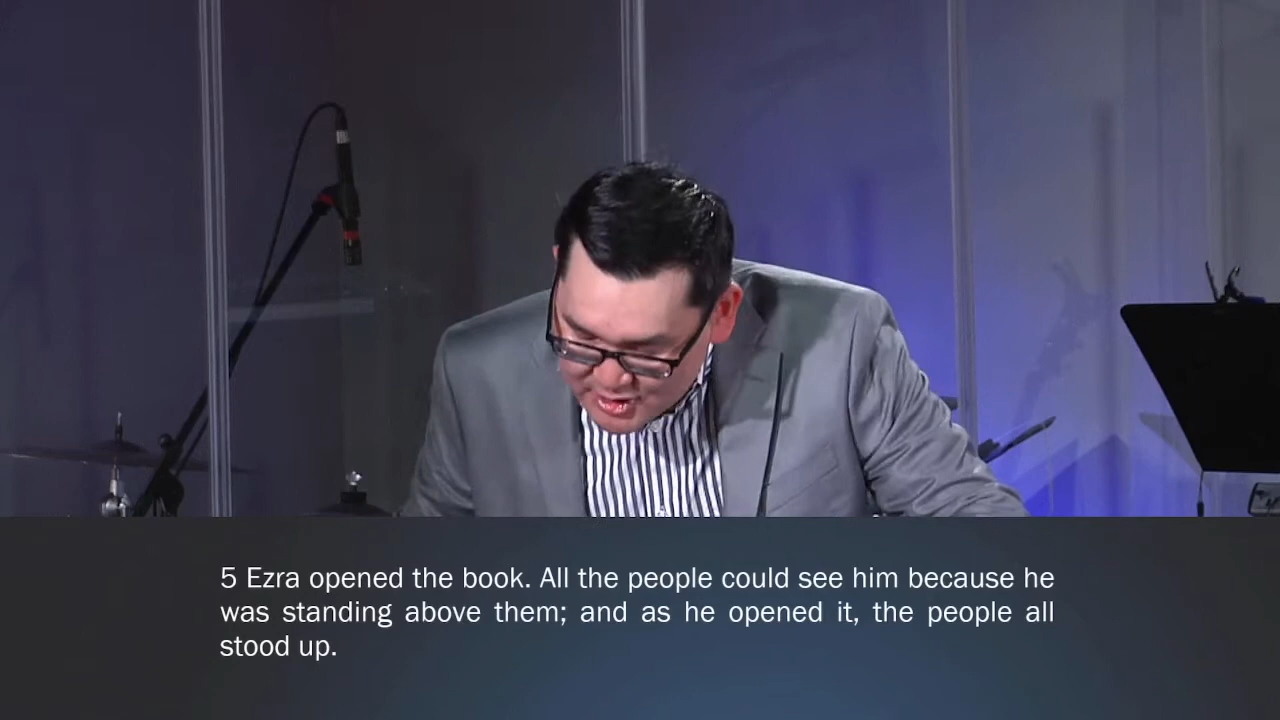 5 Ezra opened the book. All the people could see him because he
was standing above them; and as he opened it, the people all
stood up.